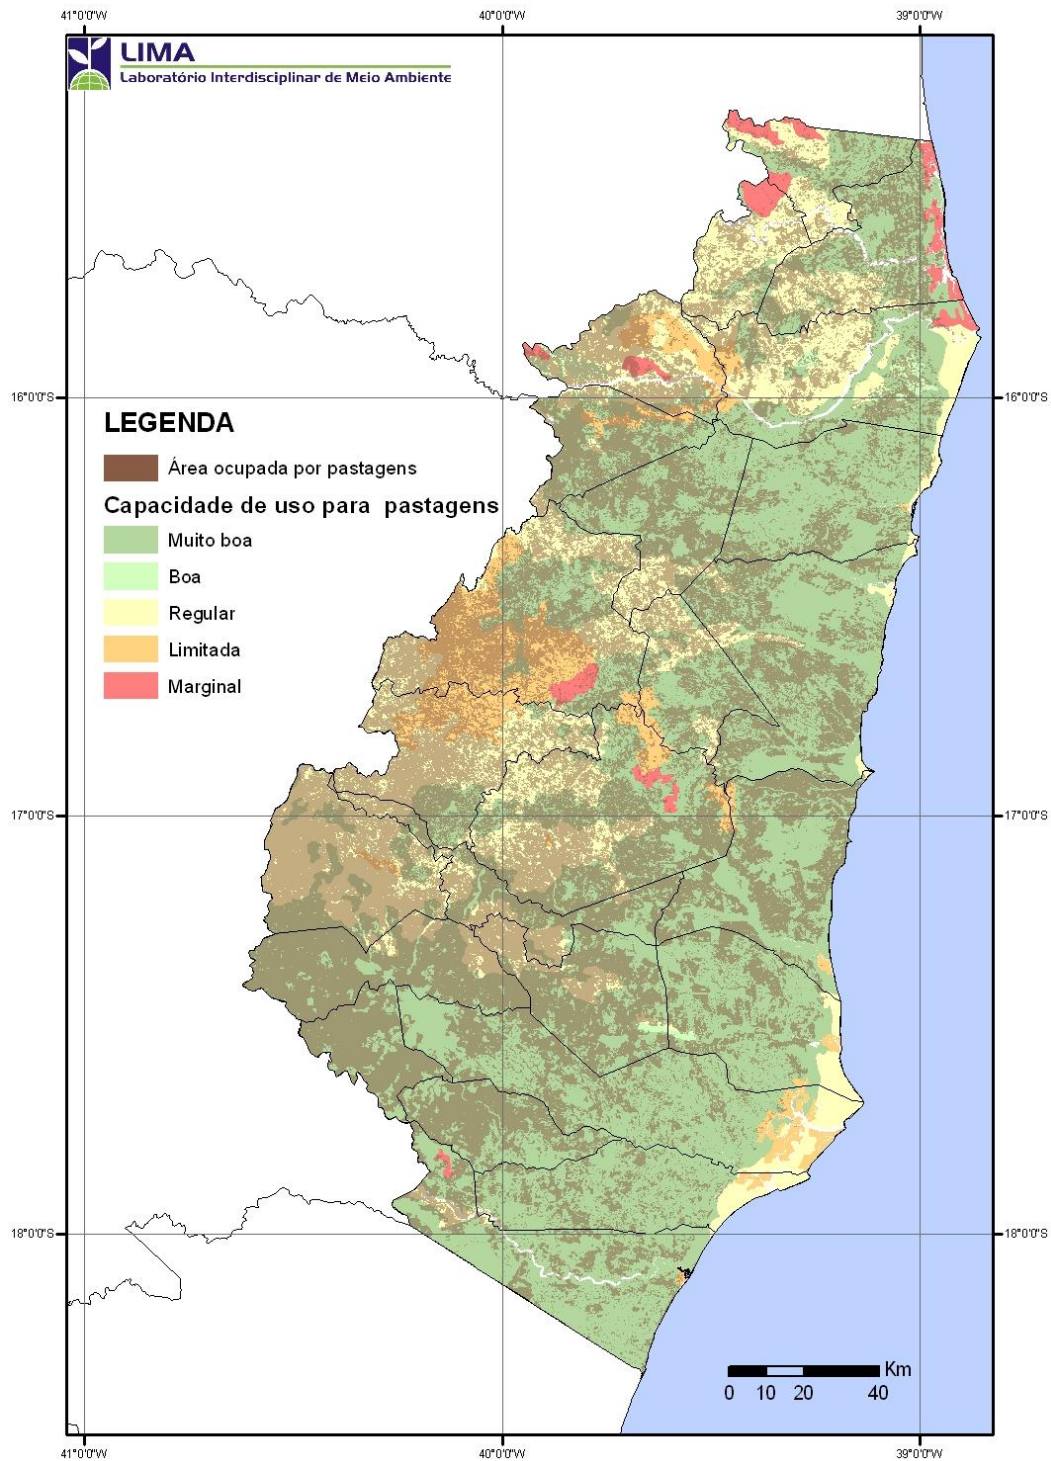 41°0'0"W 40°0'0"W 39°0'0"W
LIMA
Laboratório Interdisciplinar de Meio Ambiente
16°0'0"S 16°0'0"S
LEGENDA
Área ocupada por pastagens
Capacidade de uso para pastagens
Muito boa
Boa
Regular
Limitada
Marginal
17°0'0"S 17°0'0"S
18°0'0"S 18°0'0"S
Km
0 10 20 40
41°0'0"W 40°0'0"W 39°0'0"W